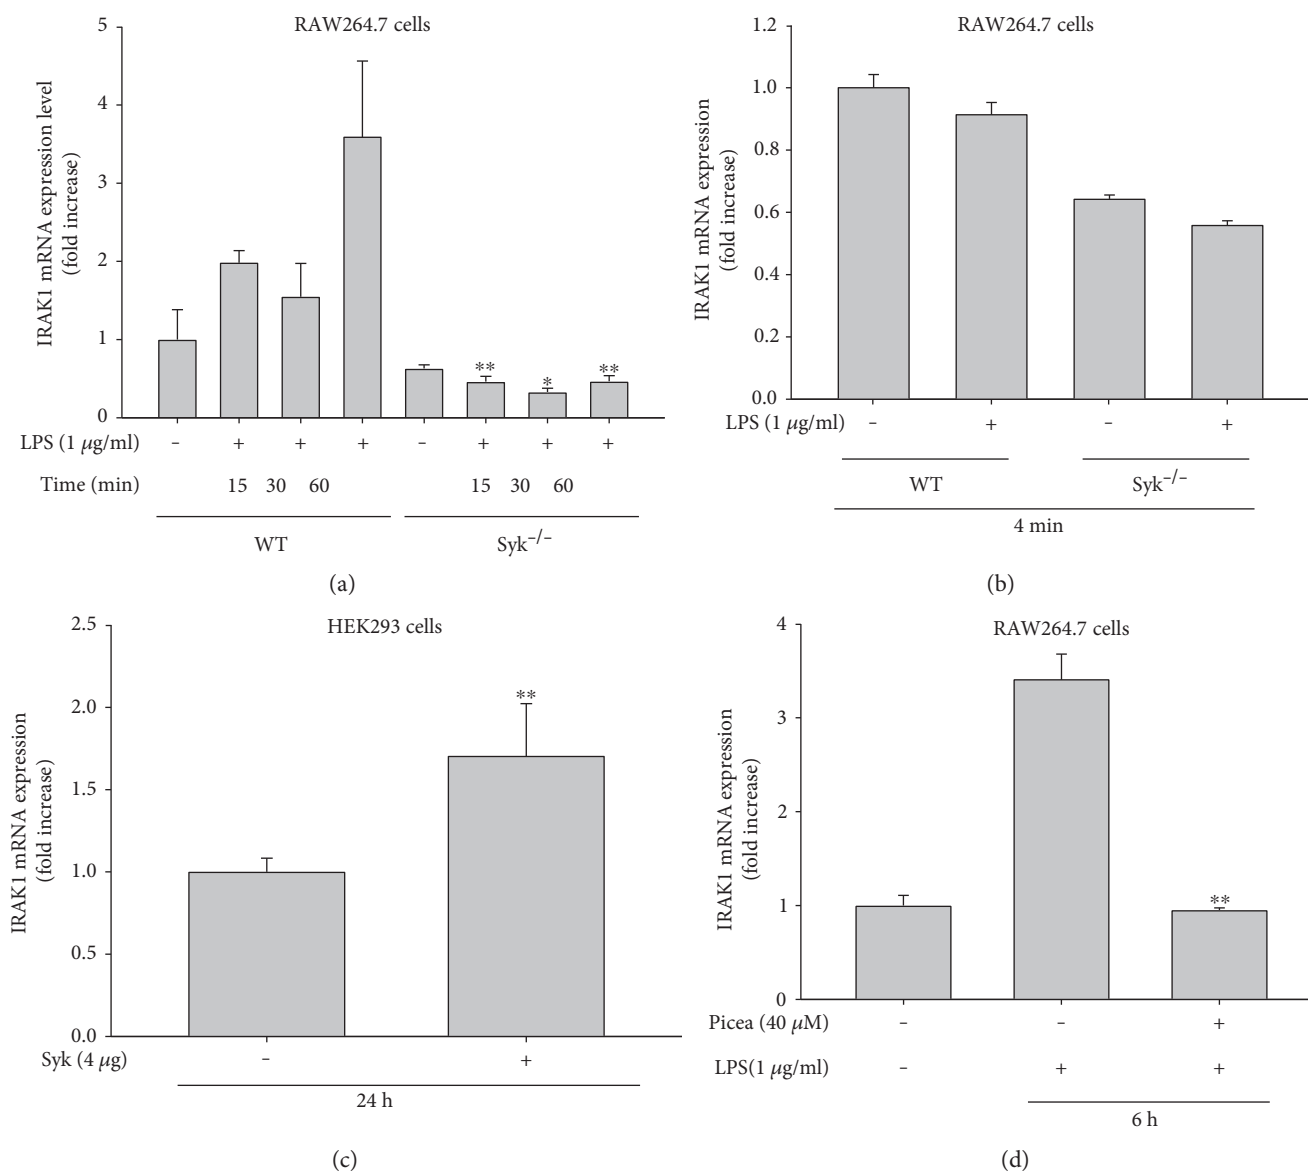 RAW264.7 cells
IRAK1 mRNA expression level
(fold increase)
5
4
3
2
1
0
** * **
LPS (1 μg/ml) – + + + – + + +
Time (min) 15 30 60 15 30 60
WT Syk–/–
(a)
RAW264.7 cells
IRAK1 mRNA expression
(fold increase)
1.2
1.0
0.8
0.6
0.4
0.2
0.0
LPS (1 μg/ml) – + – +
WT Syk–/–
4 min
(b)
HEK293 cells
IRAK1 mRNA expression
(fold increase)
2.5
2.0
1.5
1.0
0.5
0.0
**
Syk (4 μg) – +
24 h
(c)
RAW264.7 cells
IRAK1 mRNA expression
(fold increase)
4
3
2
1
0
**
Picea (40 μM) – – +
LPS(1 μg/ml) – + +
6 h
(d)